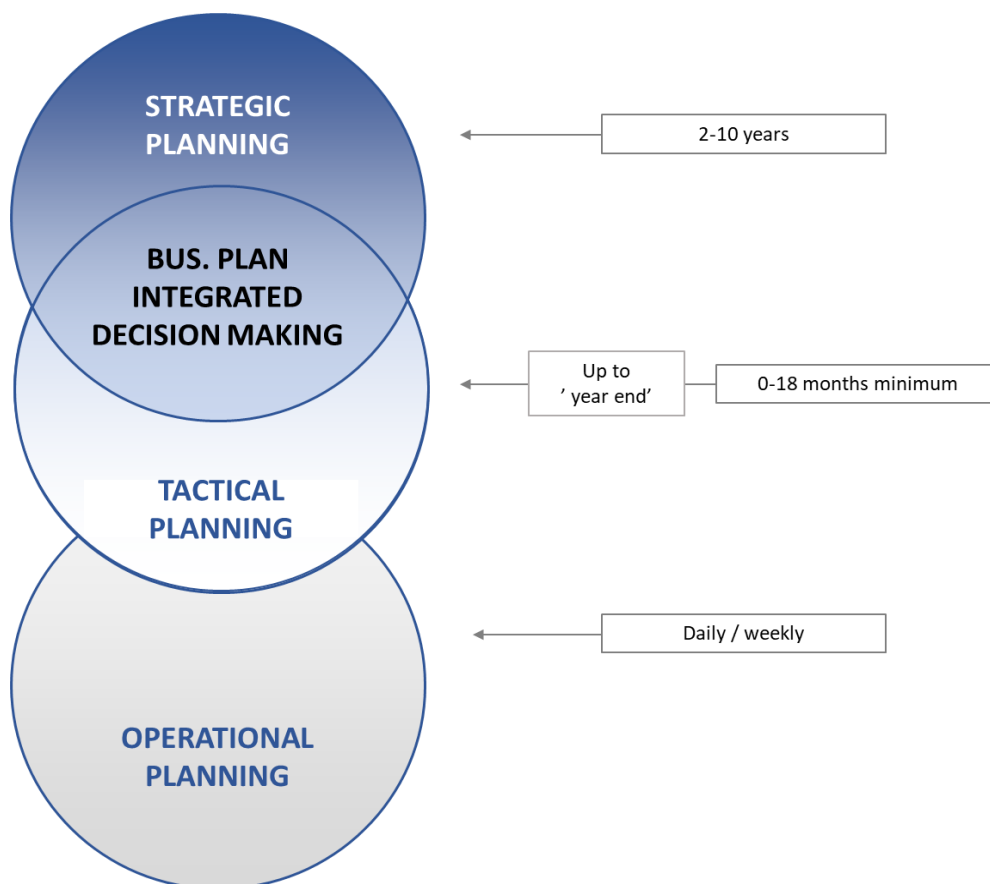 STRATEGIC
PLANNING
2-10 years
BUS. PLAN
INTEGRATED
DECISION MAKING
Up to
’ year end’
0-18 months minimum
TACTICAL
PLANNING
Daily / weekly
OPERATIONAL
PLANNING